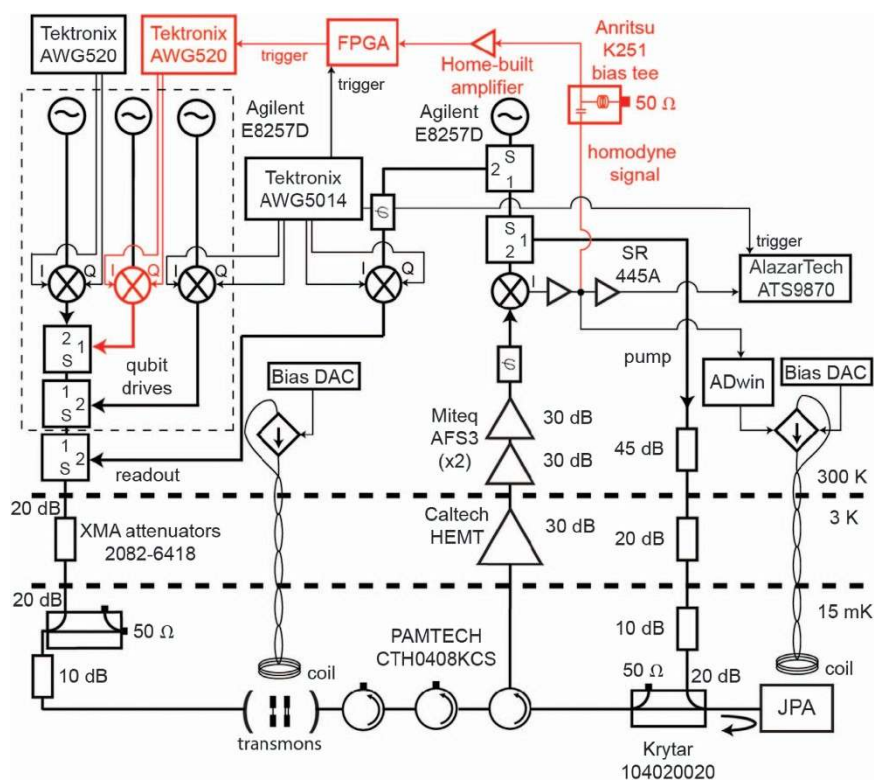 Tektronix
AWG520
Tektronix
AWG520
trigger
FPGA
trigger
Home-built
amplifier
Anritsu
K251
bias tee
50 Ω
homodyne
signal
Agilent
E8257D
Agilent
E8257D
Tektronix
AWG5014
S
2
1
S
1
2
I
Q
I
Q
I
Q
φ
I
SR
445A
trigger
AlazarTech
ATS9870
2
1
S
1
2
S
1
2
S
qubit
drives
readout
Bias DAC
φ
Miteq
AFS3
(x2)
30 dB
30 dB
pump
ADwin
Bias DAC
45 dB
300 K
20 dB
XMA attenuators
2082-6418
Caltech
HEMT
30 dB
20 dB
3 K
20 dB
50 Ω
10 dB
coil
PAMTECH
CTH0408KCS
10 dB
15 mK
50 Ω
20 dB
coil
transmons
JPA
Krytar
104020020